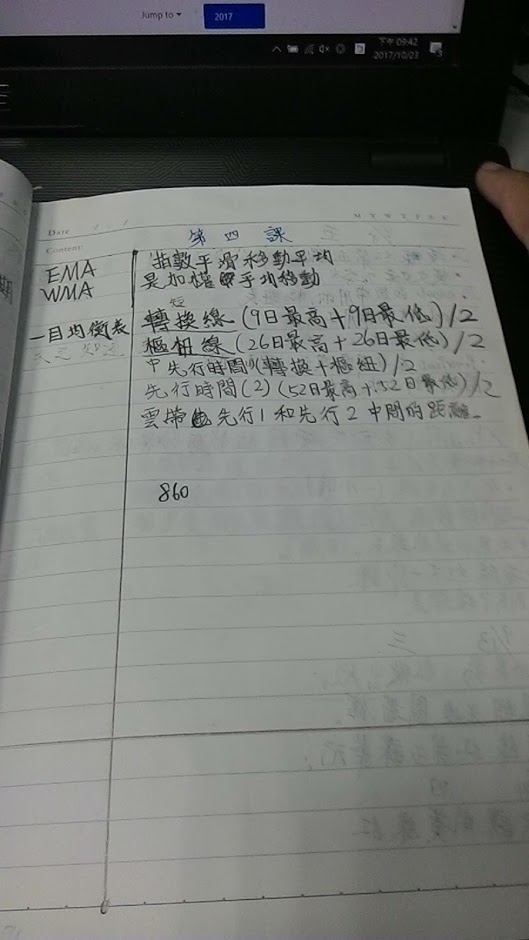 Jump to
2017
下午 09:42
2017/10/23
Date
Content:
M T W T F S S
第四課
EMA 指數平滑移動平均
WMA 是加權平均移動
短
一目均衡表 轉換線 (9日最高+9日最低)/2
樞紐線 (26日最高+26日最低)/2
中 先行時間 1(轉換+樞紐)/2
先行時間 (2) (52日最高+52日最低)/2
雲帶 先行1和先行2中間的距離
860